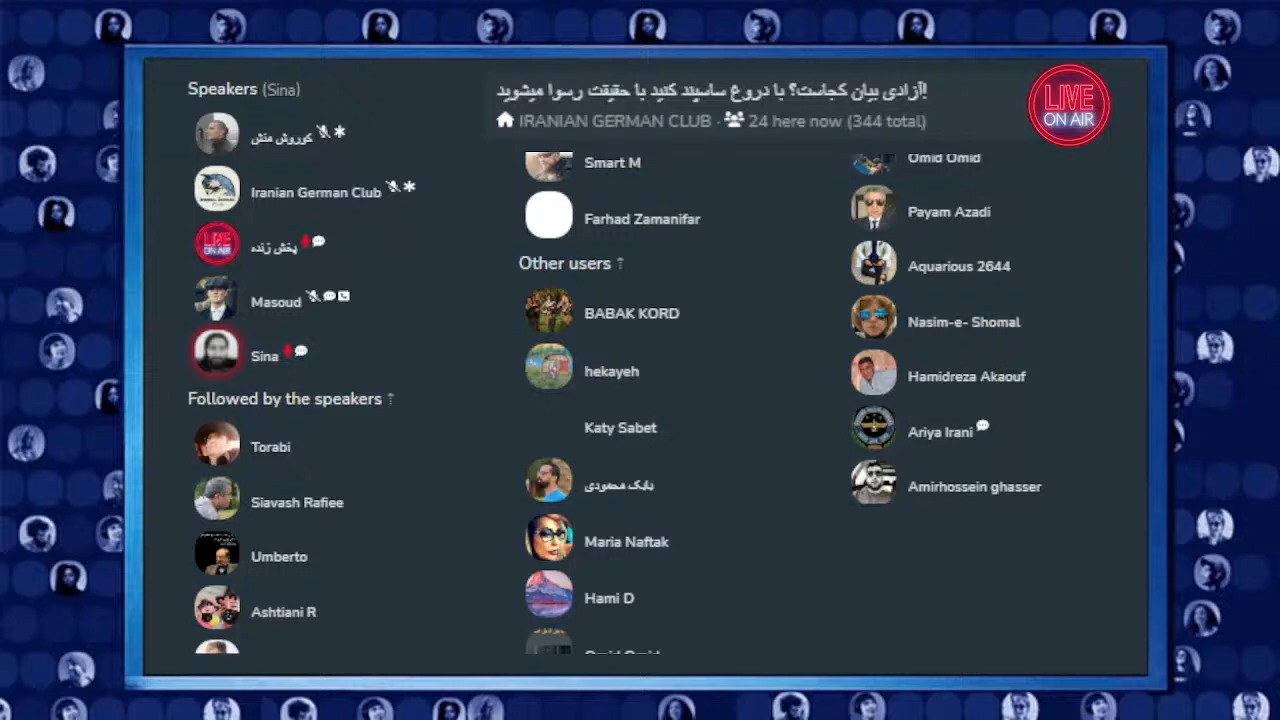 Speakers (Sina)
کوروش منش
Iranian German Club
LIVE
ON AIR
پخش زنده
Masoud
Sina
Followed by the speakers ⇡
Torabi
Siavash Rafiee
Umberto
Ashtiani R
آزادی بیان کجاست؟ با دروغ ساسپند کنید با حقیقت رسوا میشوید!
IRANIAN GERMAN CLUB · 24 here now (344 total)
LIVE
ON AIR
Smart M
Farhad Zamanifar
Other users ⇡
BABAK KORD
hekayeh
Katy Sabet
بابک محمودی
Maria Naftak
Hami D
Omid Omid
Omid Omid
Payam Azadi
Aquarious 2644
Nasim-e- Shomal
Hamidreza Akaouf
Ariya Irani
Amirhossein ghasser